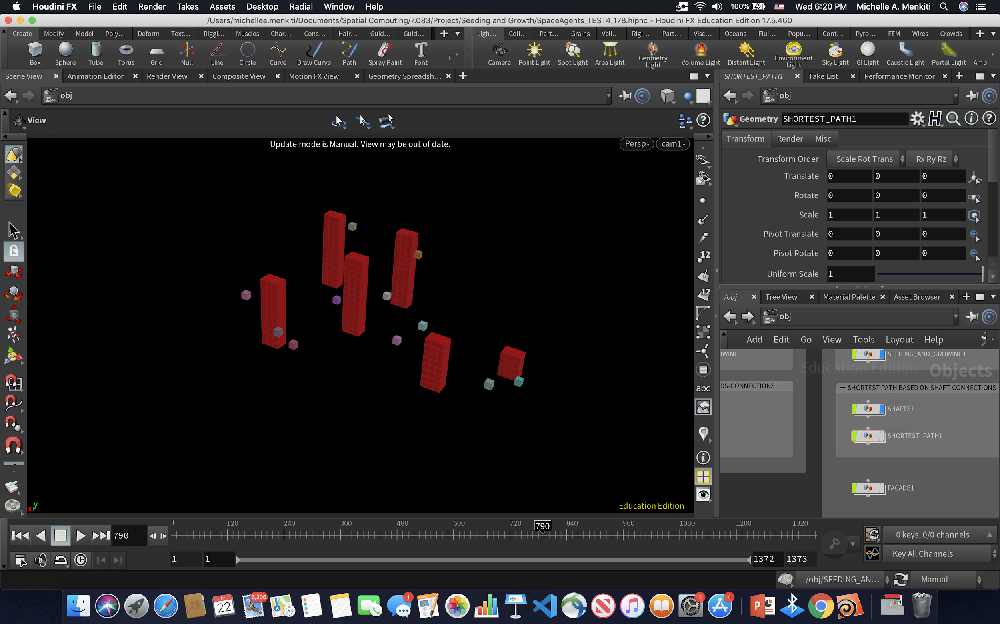 Houdini FX File Edit Render Takes Assets Desktop Radial Window Help 100% Wed 6:20 PM Michelle A. Menkiti
/Users/michellea.menkiti/Documents/Spatial Computing/7.083/Project/Seeding and Growth/SpaceAgents_TEST4_178.hipnc - Houdini FX Education Edition 17.5.460
Create Modify Model Poly... Deform Text... Riggi... Muscles Char... Cons... Hair... Guid... Guid... Ligh... Coll... Part... Grains Vell... Rigi... Part... Visc... Oceans Flui... Popu... Cont... Pyro... FEM Wires Crowds
Box Sphere Tube Torus Grid Null Line Circle Curve Draw Curve Path Spray Paint Font Camera Point Light Spot Light Area Light Geometry Light Volume Light Distant Light Environment Light Sky Light GI Light Caustic Light Portal Light Amb
Scene View Animation Editor Render View Composite View Motion FX View Geometry Spreadsh... SHORTEST_PATH1 Take List Performance Monitor
obj
obj
View
Geometry SHORTEST_PATH1
Update mode is Manual. View may be out of date.
Persp cam1
Transform Render Misc
Transform Order Scale Rot Trans Rx Ry Rz
Translate 0 0 0
Rotate 0 0 0
Scale 1 1 1
Pivot Translate 0 0 0
Pivot Rotate 0 0 0
Uniform Scale 1
12
12
abc
/obj Tree View Material Palette Asset Browser
obj
Add Edit Go View Tools Layout Help
OWING
SEEDING_AND_GROWING1
Education Edition Objects
DS-CONNECTIONS
SHORTEST PATH BASED ON SHAFT-CONNECTIONS
Geometry
SHAFTS1
Geometry
SHORTEST_PATH1
Geometry
FACADE1
x y
Education Edition
790
1 120 240 360 480 600 720 790 840 960 1080 1200 1320
0 keys, 0/0 channels
1 1 1372 1373
Key All Channels
/obj/SEEDING_AN... Manual
JAN
22
5,305
3D
1
PAGES
1
4
P